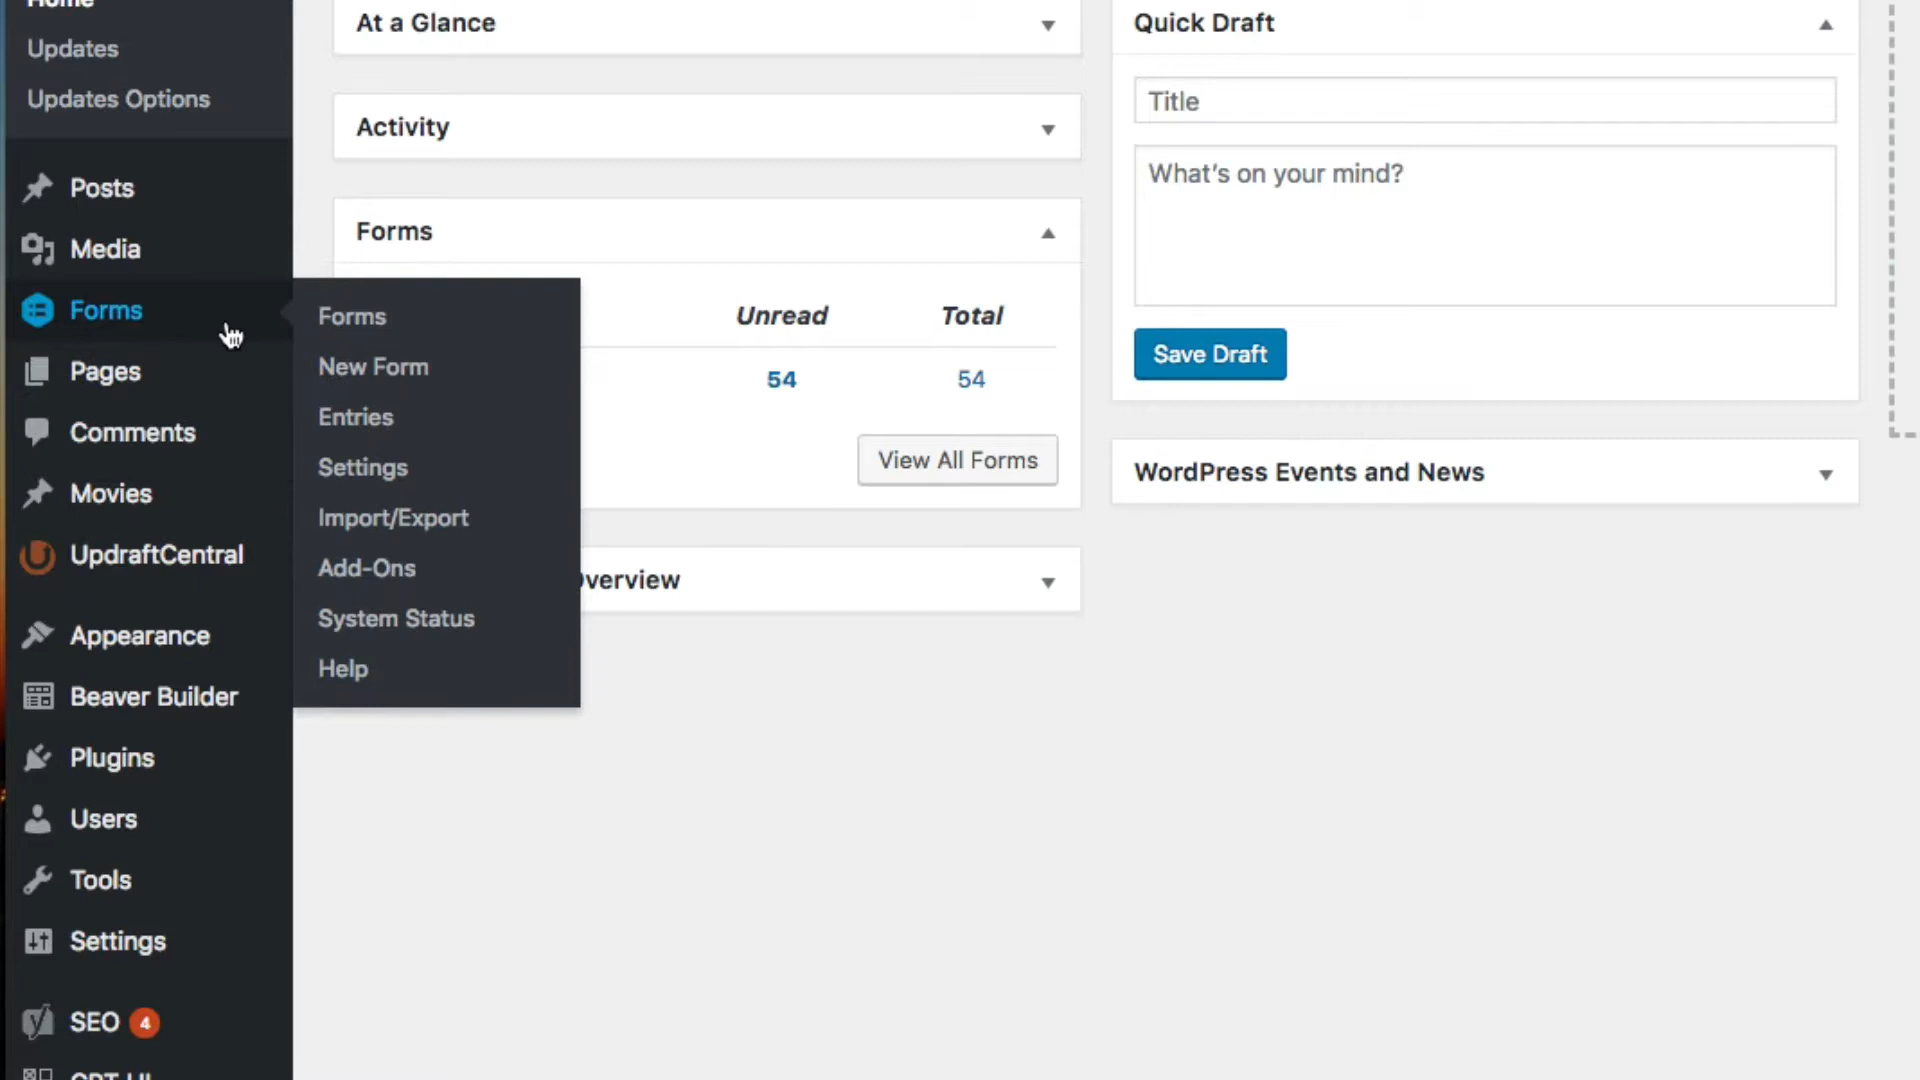 Home
Updates
Updates Options
Posts
Media
Forms
Pages
Comments
Movies
UpdraftCentral
Appearance
Beaver Builder
Plugins
Users
Tools
Settings
SEO 4
Forms
New Form
Entries
Settings
Import/Export
Add-Ons
System Status
Help
At a Glance
Activity
Forms
Unread Total
54 54
View All Forms
Overview
Quick Draft
Title
What's on your mind?
Save Draft
WordPress Events and News